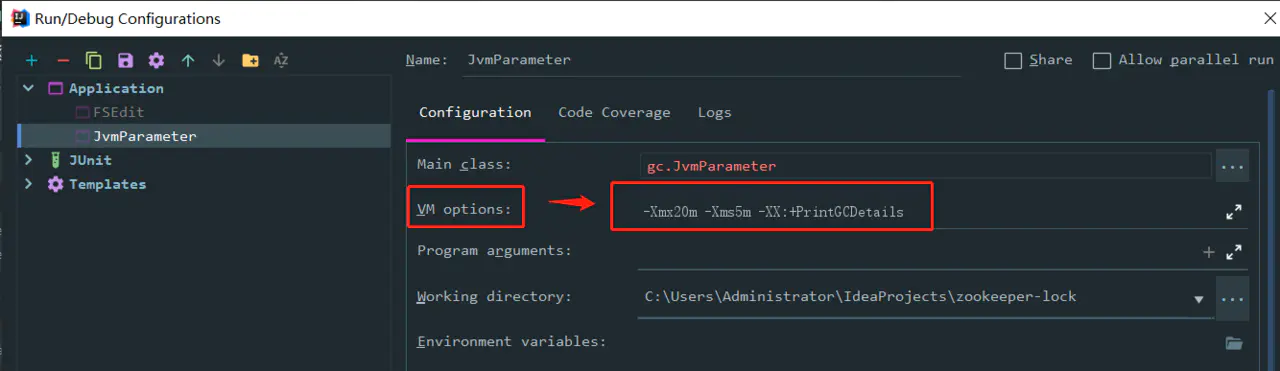 Run/Debug Configurations
Name: JvmParameter
Share
Allow parallel run
Application
FSEdit
JvmParameter
JUnit
Templates
Configuration Code Coverage Logs
Main class: gc.JvmParameter
VM options: -Xmx20m -Xms5m -XX:+PrintGCDetails
Program arguments:
Working directory: C:\Users\Administrator\IdeaProjects\zookeeper-lock
Environment variables: